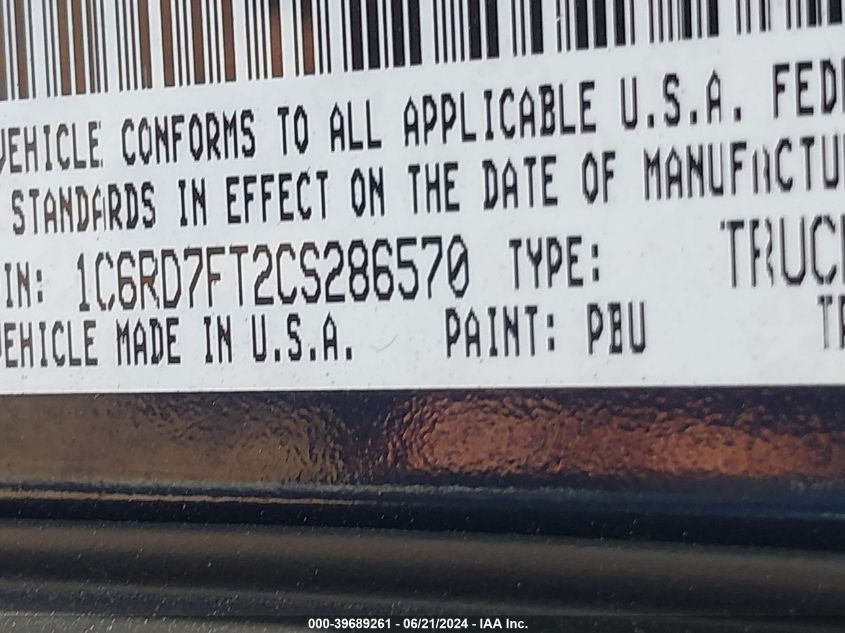 VEHICLE CONFORMS TO ALL APPLICABLE U.S.A. FED
STANDARDS IN EFFECT ON THE DATE OF MANUFACTU
IN: 1C6RD7FT2CS286570 TYPE: TRUC
VEHICLE MADE IN U.S.A. PAINT: PBU TR
000-39689261 - 06/21/2024 - IAA Inc.